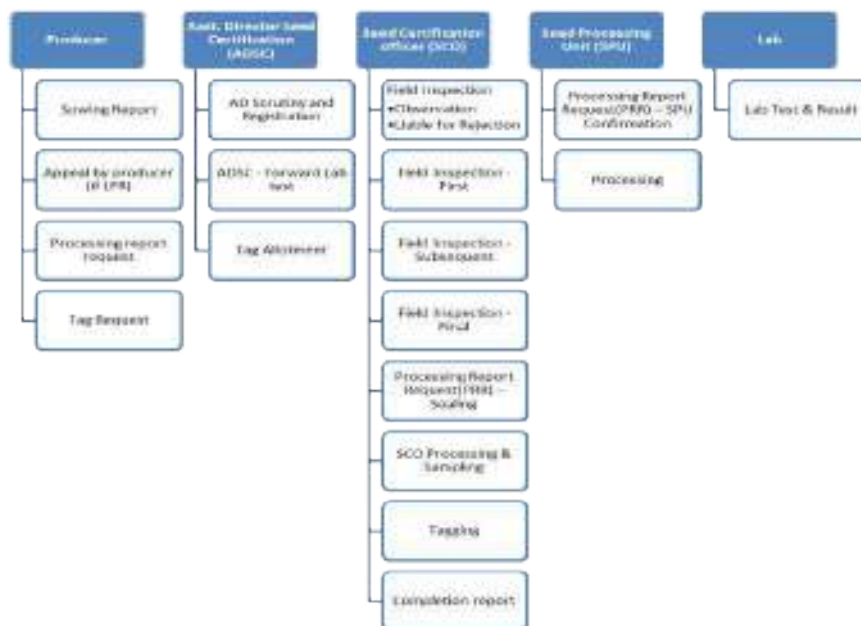 Producer
Sowing Report
Appeal by producer
(if LFR)
Processing report
request
Tag Request
Asst. Director Seed
Certification
(ADSC)
AD Scrutiny and
Registration
ADSC - Forward Lab
test
Tag Allotment
Seed Certification
officer (SCO)
Field Inspection
•Observation
•Liable for Rejection
Field Inspection -
First
Field Inspection -
Subsequent
Field Inspection -
Final
Processing Report
Request(PRR) –
Sealing
SCO Processing &
Sampling
Tagging
Completion report
Seed Processing
Unit (SPU)
Processing Report
Request(PRR) – SPU
Confirmation
Processing
Lab
Lab Test & Result